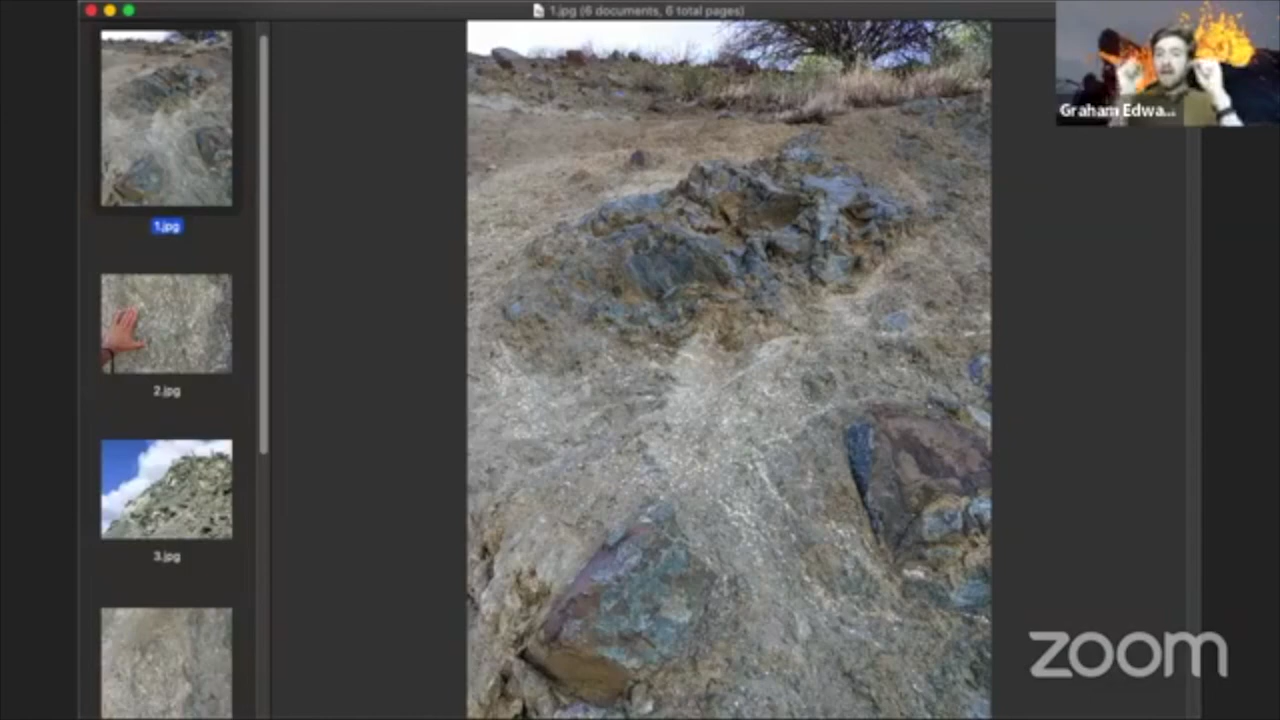 1.jpg (6 documents, 6 total pages)
Graham Edwa...
1.jpg
2.jpg
3.jpg
zoom